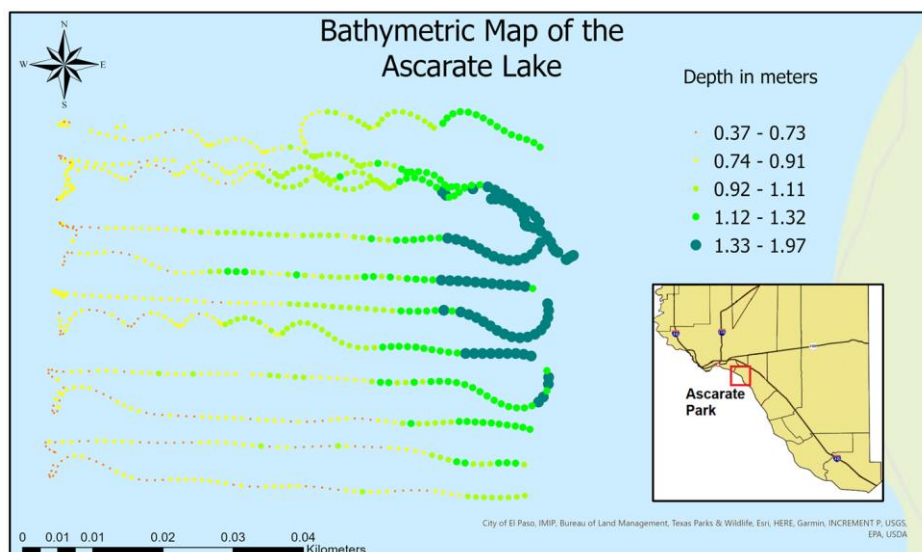 Bathymetric Map of the
Ascarate Lake
N
W E
S
Depth in meters
0.37 - 0.73
0.74 - 0.91
0.92 - 1.11
1.12 - 1.32
1.33 - 1.97
Ascarate
Park
0 0.01 0.01 0.02 0.03 0.04
Kilometers
City of El Paso, IMIP, Bureau of Land Management, Texas Parks & Wildlife, Esri, HERE, Garmin, INCREMENT P, USGS,
EPA, USDA